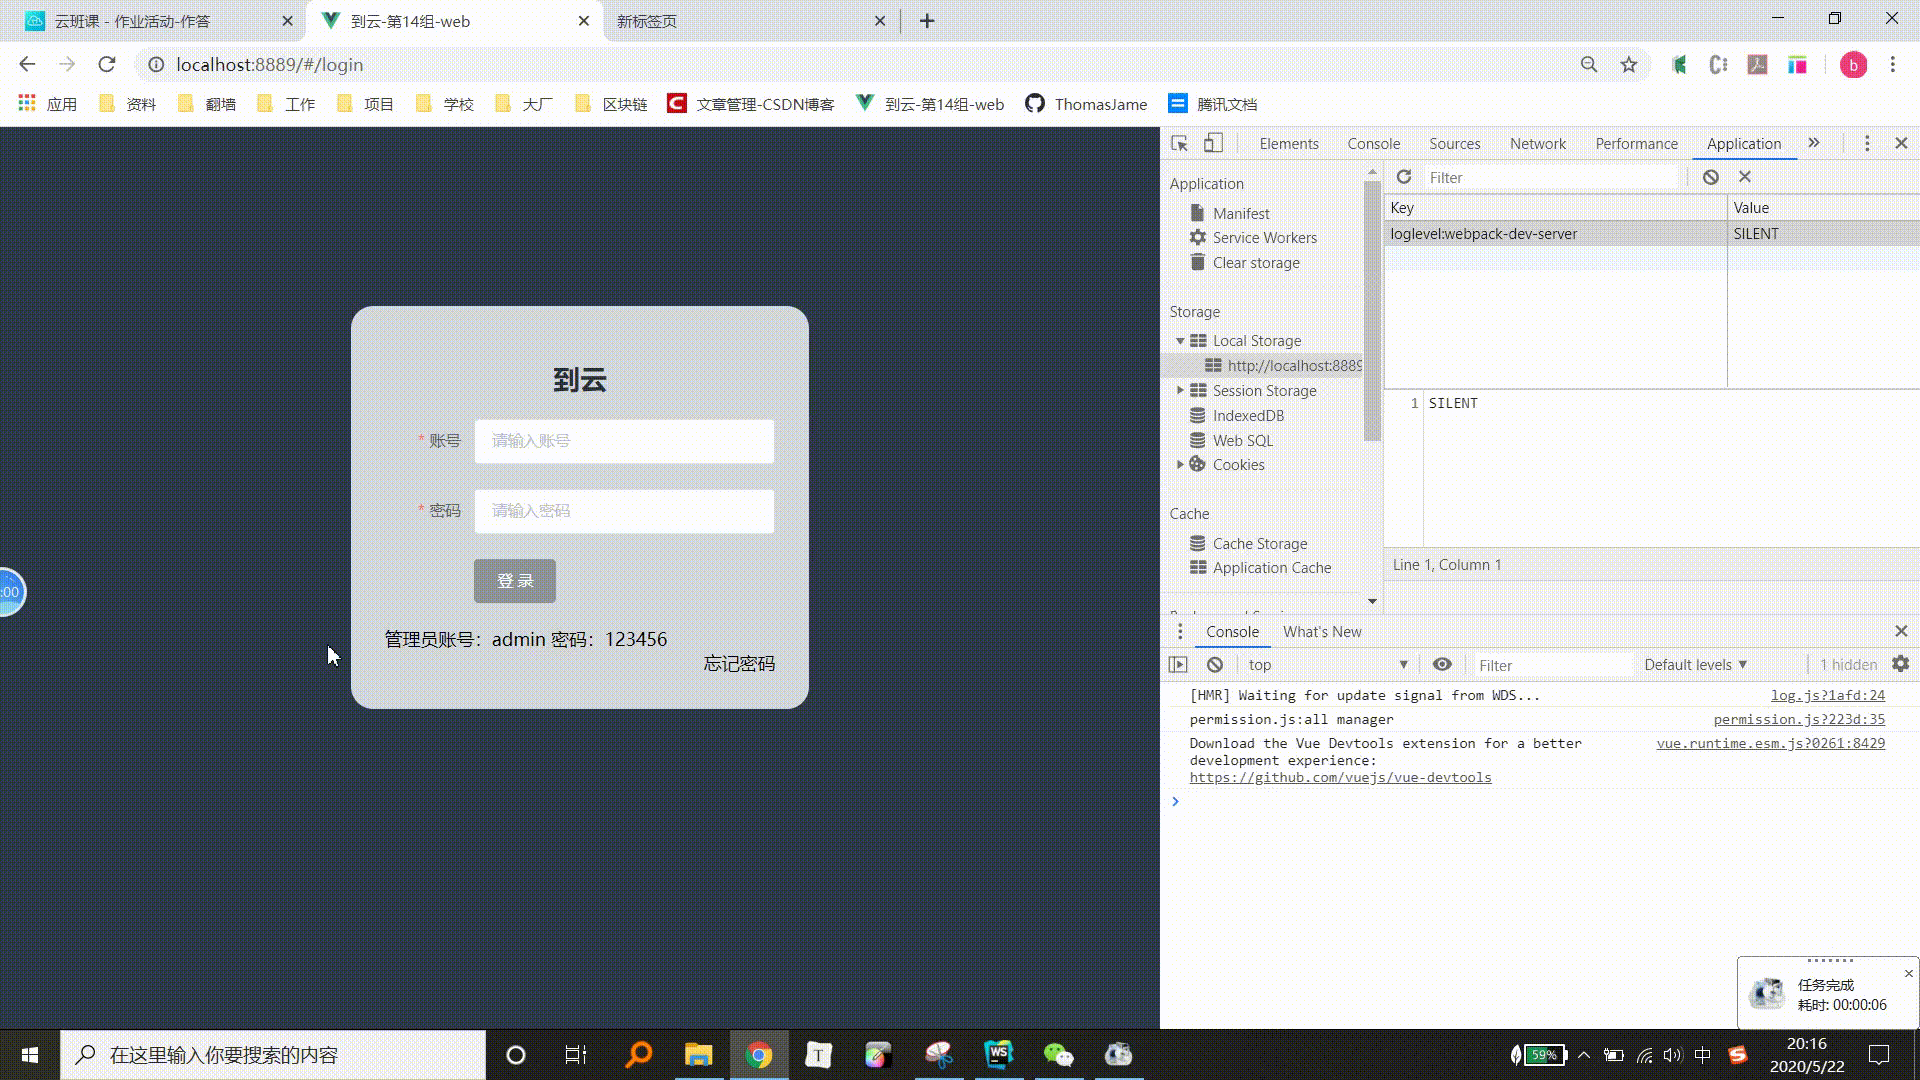 云班课 - 作业活动-作答
到云-第14组-web
新标签页
localhost:8889/#/login
b
应用
资料
翻墙
工作
项目
学校
大厂
区块链
文章管理-CSDN博客
到云-第14组-web
ThomasJame
腾讯文档
到云
* 账号
请输入账号
* 密码
请输入密码
登 录
管理员账号：admin 密码：123456
忘记密码
:00
Elements
Console
Sources
Network
Performance
Application
Application
Manifest
Service Workers
Clear storage
Storage
Local Storage
http://localhost:8889
Session Storage
IndexedDB
Web SQL
Cookies
Cache
Cache Storage
Application Cache
Filter
Key Value
loglevel:webpack-dev-server SILENT
1 SILENT
Line 1, Column 1
Console
What's New
top
Filter
Default levels ▼
1 hidden
[HMR] Waiting for update signal from WDS... log.js?1afd:24
permission.js:all manager permission.js?223d:35
Download the Vue Devtools extension for a better vue.runtime.esm.js?0261:8429
development experience:
https://github.com/vuejs/vue-devtools
任务完成
耗时: 00:00:06
在这里输入你要搜索的内容
T
WS
59%
中
20:16
2020/5/22